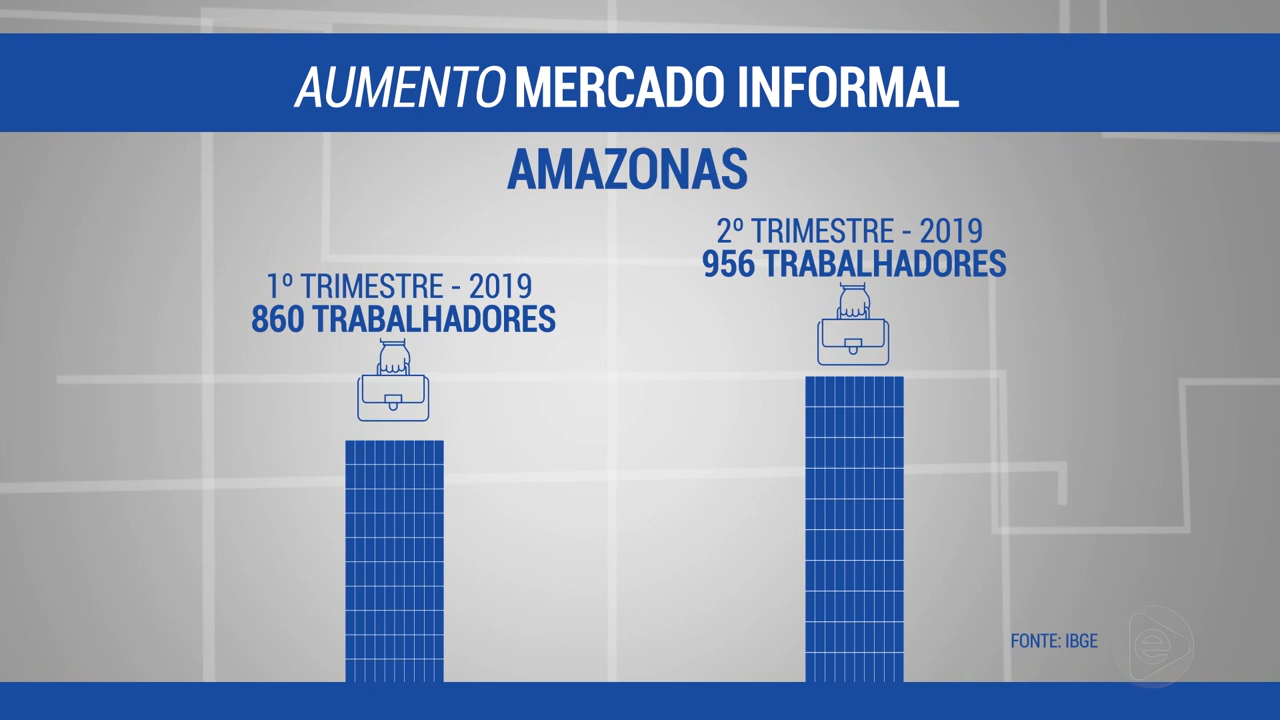 AUMENTO MERCADO INFORMAL
AMAZONAS
1º TRIMESTRE - 2019
860 TRABALHADORES
2º TRIMESTRE - 2019
956 TRABALHADORES
FONTE: IBGE
e